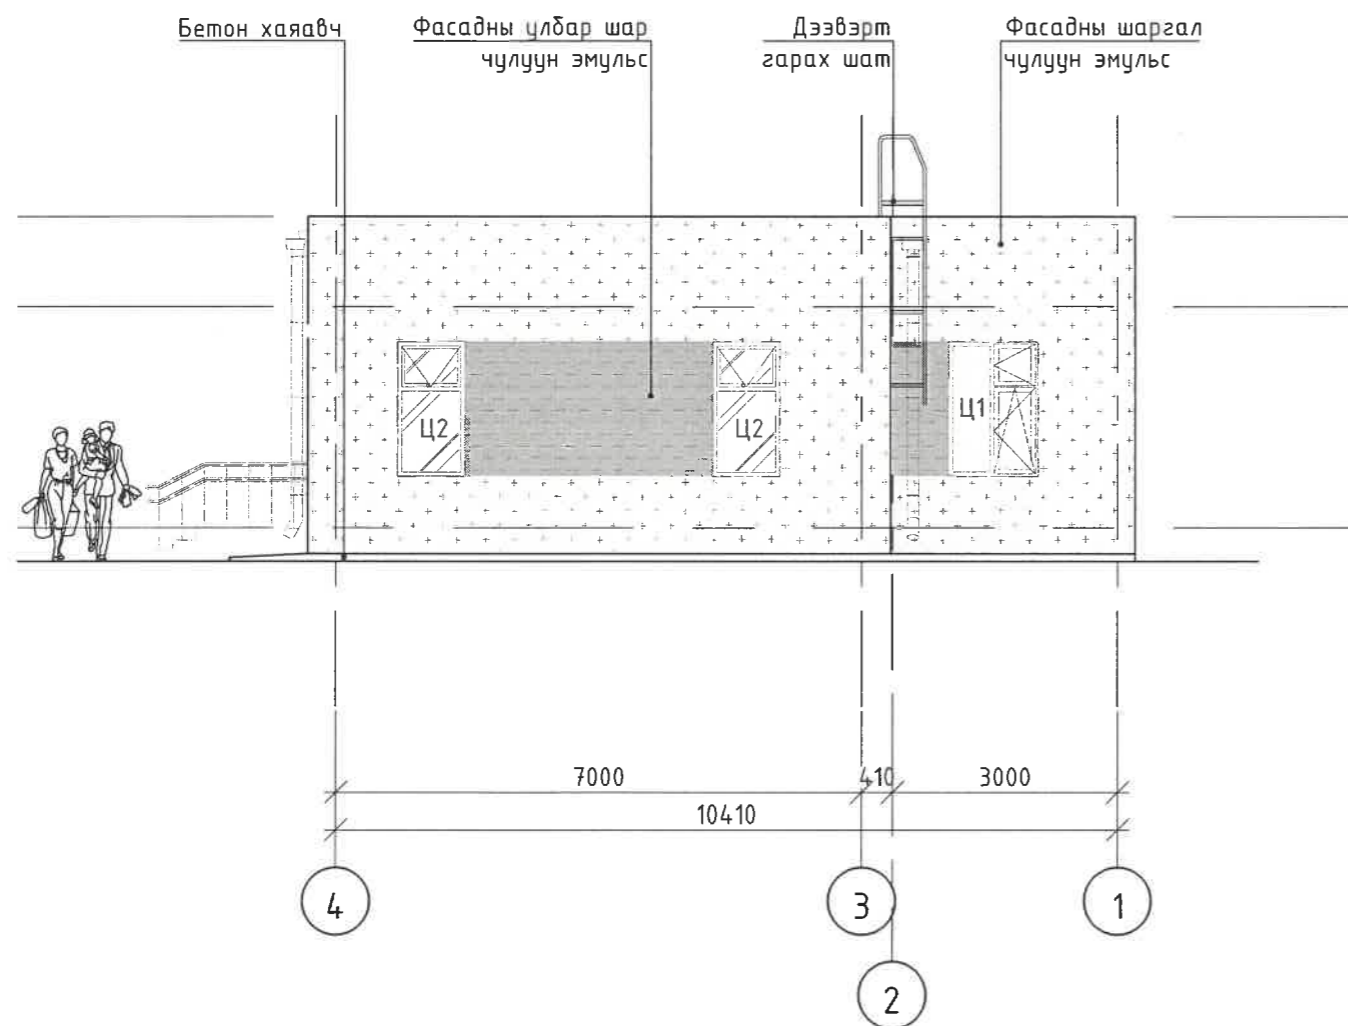 Бетон хаяавч
Фасадны улбар шар
чулуун эмульс
Дээвэрт
гарах шат
Фасадны шаргал
чулуун эмульс
Ц2
Ц2
Ц1
7000
410
3000
10410
4
3
1
2